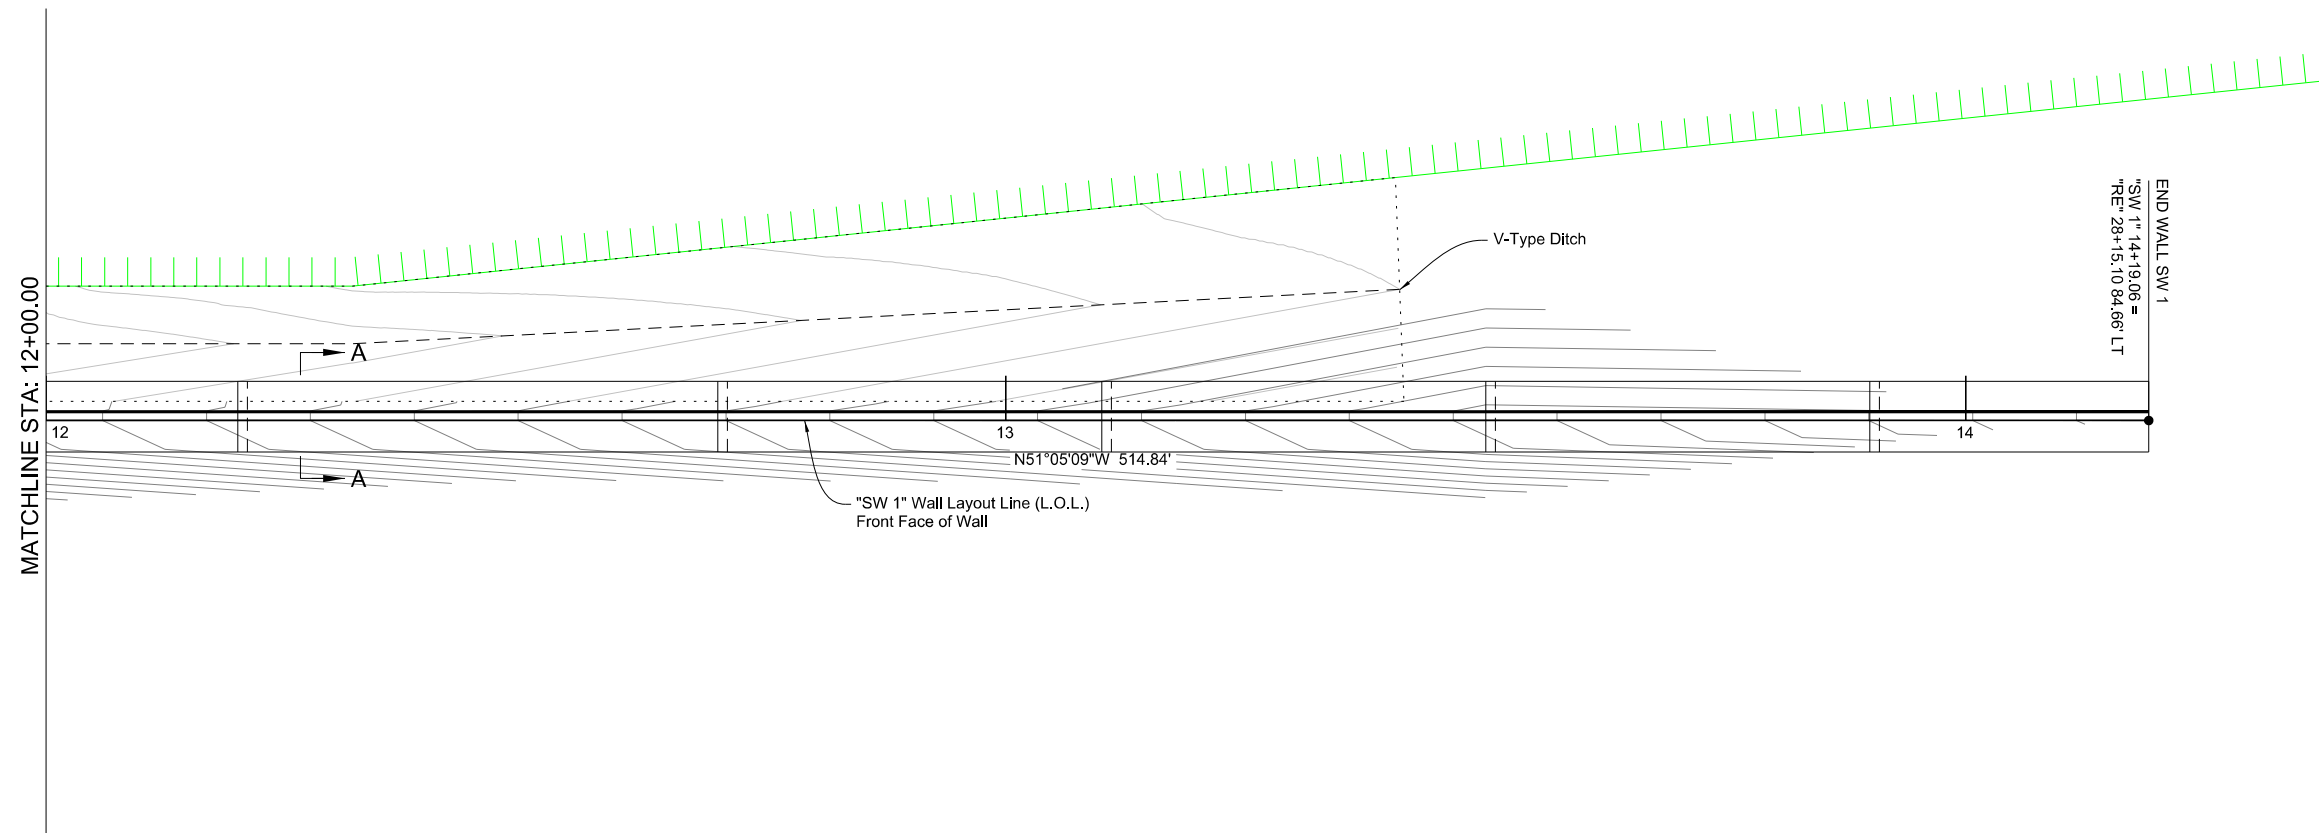 MATCHLINE STA: 12+00.00
END WALL SW 1
"SW 1" 14+19.06 =
"RE" 28+15.10 84.66' LT
V-Type Ditch
A
12
13
14
N51°05'09"W 514.84'
A
"SW 1" Wall Layout Line (L.O.L.)
Front Face of Wall